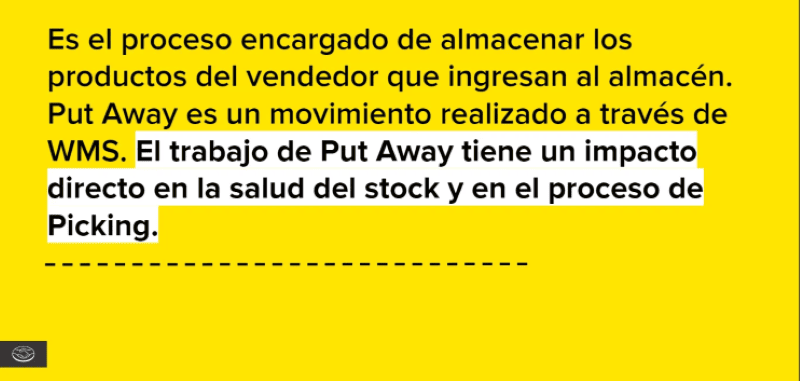 Es el proceso encargado de almacenar los
productos del vendedor que ingresan al almacén.
Put Away es un movimiento realizado a través de
WMS. El trabajo de Put Away tiene un impacto
directo en la salud del stock y en el proceso de
Picking.